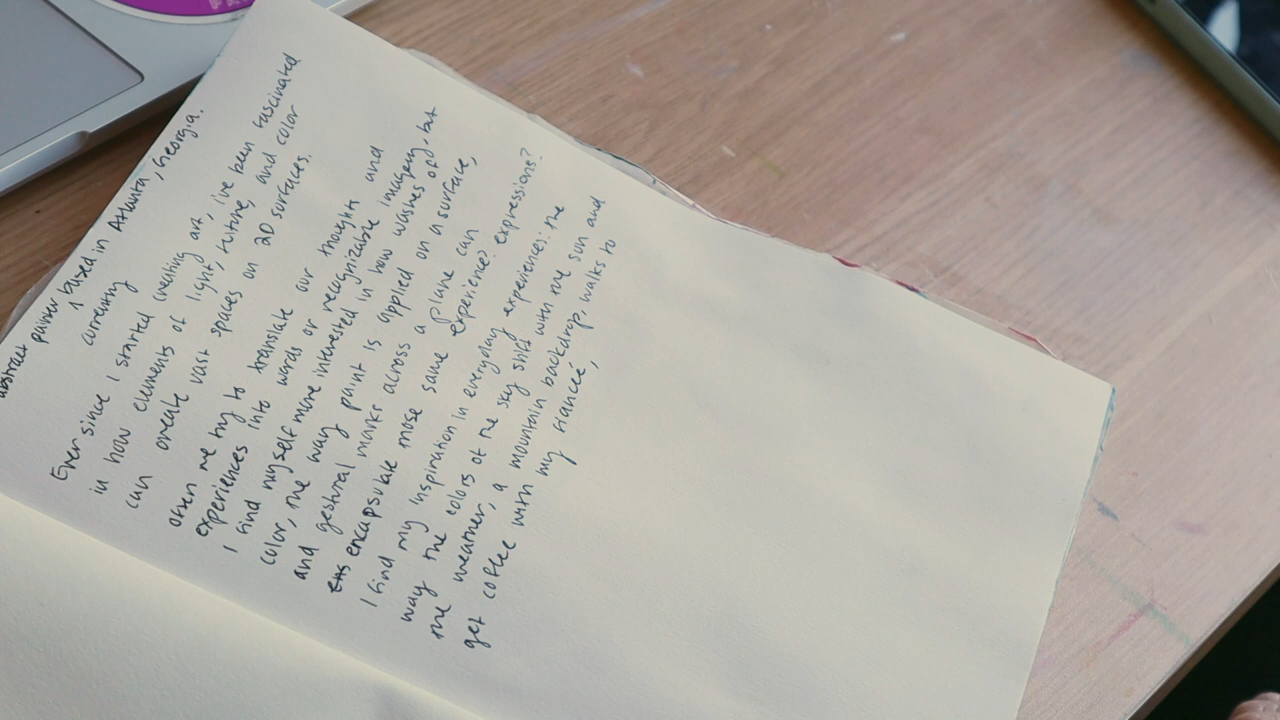 abstract painter ^ based in Atlanta, Georgia.
currently
Ever since I started creating art, I've been fascinated
in how elements of light, texture, and color
can create vast spaces on 2D surfaces.
often we try to translate our thoughts and
experiences into words or recognizable imagery, but
I find myself more interested in how washes of
color, the way paint is applied on a surface,
and gestural marks across a plane can
encapsulate those same experience? expressions?
I find my inspiration in everyday experiences: the
way the colors of the sky shift with the sun and
the weather, a mountain backdrop, walks to
get coffee with my fiancée,